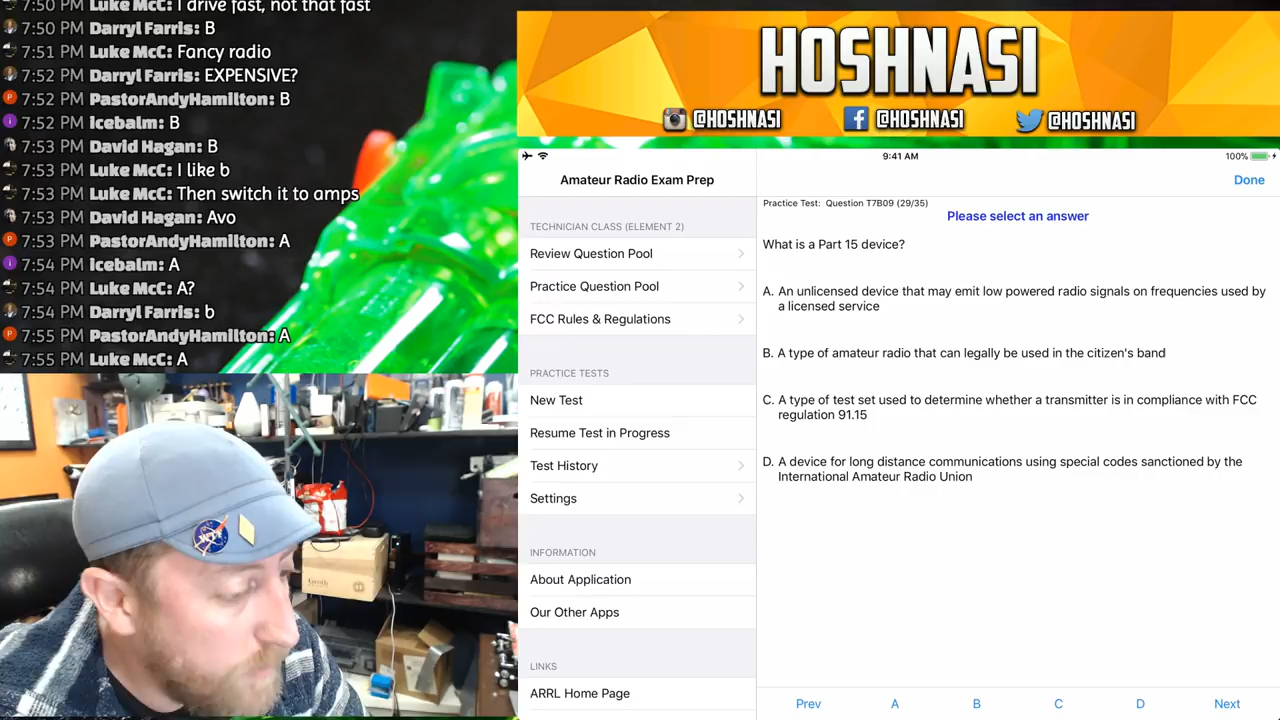 7:50 PM Luke McC: I drive fast, not that fast
7:50 PM Darryl Farris: B
7:51 PM Luke McC: Fancy radio
7:52 PM Darryl Farris: EXPENSIVE?
P 7:52 PM PastorAndyHamilton: B
i 7:52 PM icebalm: B
7:53 PM David Hagan: B
7:53 PM Luke McC: I like b
7:53 PM Luke McC: Then switch it to amps
7:53 PM David Hagan: Avo
P 7:53 PM PastorAndyHamilton: A
i 7:54 PM icebalm: A
7:54 PM Luke McC: A?
7:54 PM Darryl Farris: b
P 7:55 PM PastorAndyHamilton: A
7:55 PM Luke McC: A
HOSHNASI
@HOSHNASI
f @HOSHNASI
@HOSHNASI
9:41 AM
100%
Amateur Radio Exam Prep
TECHNICIAN CLASS (ELEMENT 2)
Review Question Pool
Practice Question Pool
FCC Rules & Regulations
PRACTICE TESTS
New Test
Resume Test in Progress
Test History
Settings
INFORMATION
About Application
Our Other Apps
LINKS
ARRL Home Page
Done
Practice Test: Question T7B09 (29/35)
Please select an answer
What is a Part 15 device?
A. An unlicensed device that may emit low powered radio signals on frequencies used by
a licensed service
B. A type of amateur radio that can legally be used in the citizen's band
C. A type of test set used to determine whether a transmitter is in compliance with FCC
regulation 91.15
D. A device for long distance communications using special codes sanctioned by the
International Amateur Radio Union
Prev
A
B
C
D
Next